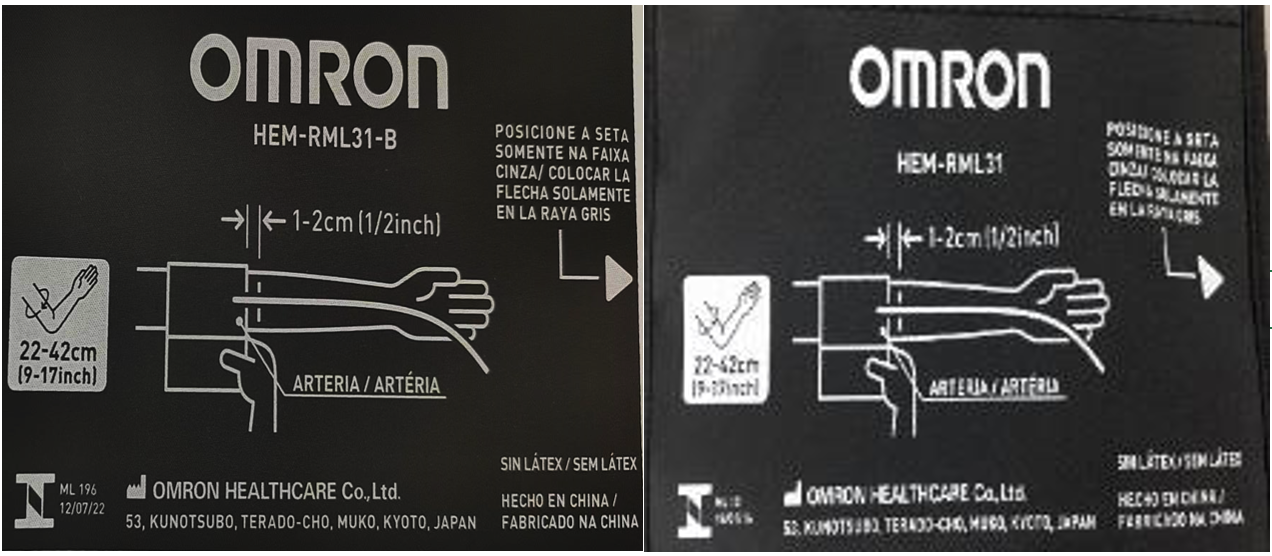 OMRON
HEM-RML31-B
POSICIONE A SETA
SOMENTE NA FAIXA
CINZA/ COLOCAR LA
FLECHA SOLAMENTE
EN LA RAYA GRIS
1-2cm (1/2inch)
22-42cm
(9-17inch)
ARTERIA / ARTÉRIA
SIN LÁTEX / SEM LÁTEX
ML 196
12/07/22
OMRON HEALTHCARE Co.,Ltd.
53, KUNOTSUBO, TERADO-CHO, MUKO, KYOTO, JAPAN
HECHO EN CHINA /
FABRICADO NA CHINA
OMRON
HEM-RML31
POSICIONE A SETA
SOMENTE NA FAIXA
CINZA/ COLOCAR LA
FLECHA SOLAMENTE
EN LA RAYA GRIS
1-2cm (1/2inch)
22-42cm
(9-17inch)
ARTERIA / ARTÉRIA
SIN LÁTEX / SEM LÁTEX
OMRON HEALTHCARE Co.,Ltd.
53, KUNOTSUBO, TERADO-CHO, MUKO, KYOTO, JAPAN
HECHO EN CHINA /
FABRICADO NA CHINA